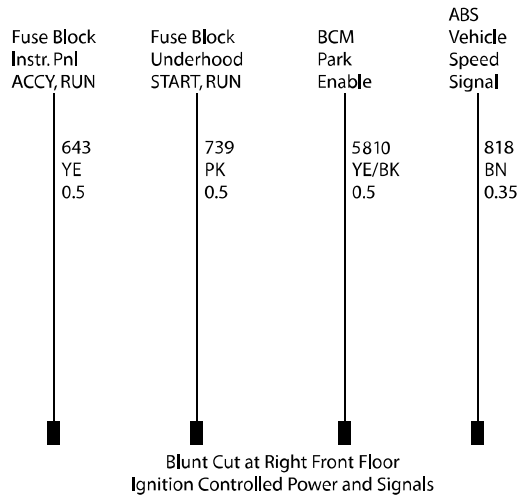 Fuse Block
Instr. Pnl
ACCY, RUN
Fuse Block
Underhood
START, RUN
BCM
Park
Enable
ABS
Vehicle
Speed
Signal
643
YE
0.5
739
PK
0.5
5810
YE/BK
0.5
818
BN
0.35
Blunt Cut at Right Front Floor
Ignition Controlled Power and Signals